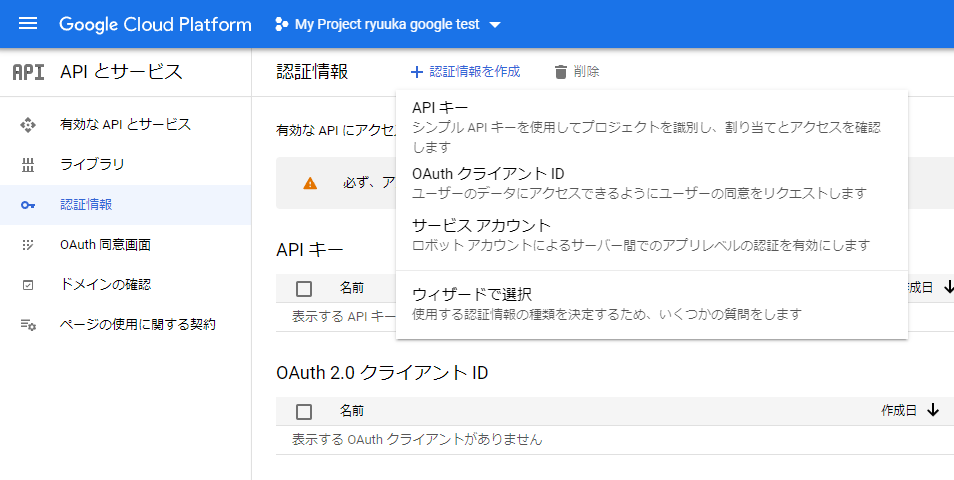 Google Cloud Platform
My Project ryuuka google test
API API とサービス
認証情報
認証情報を作成
削除
有効な API とサービス
ライブラリ
認証情報
OAuth 同意画面
ドメインの確認
ページの使用に関する契約
有効な API にアクセ
必ず、ア
API キー
シンプル API キーを使用してプロジェクトを識別し、割り当てとアクセスを確認
します
OAuth クライアント ID
ユーザーのデータにアクセスできるようにユーザーの同意をリクエストします
サービス アカウント
ロボット アカウントによるサーバー間でのアプリレベルの認証を有効にします
ウィザードで選択
使用する認証情報の種類を決定するため、いくつかの質問をします
API キー
名前
作成日
表示する API キー
OAuth 2.0 クライアント ID
名前
作成日
表示する OAuth クライアントがありません